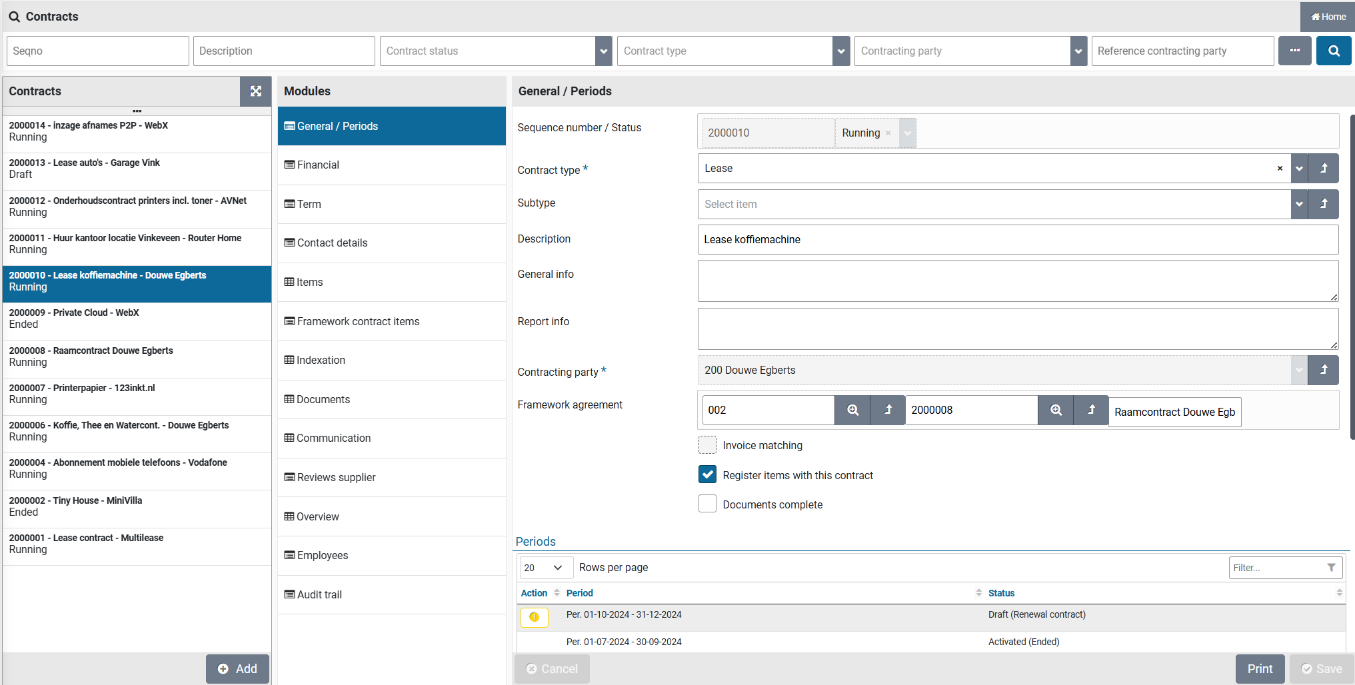 Contracts
Home
Seqno
Description
Contract status
Contract type
Contracting party
Reference contracting party
Contracts
2000014 - inzage afnames P2P - WebX
Running
2000013 - Lease auto's - Garage Vink
Draft
2000012 - Onderhoudscontract printers incl. toner - AVNet
Running
2000011 - Huur kantoor locatie Vinkeveen - Router Home
Running
2000010 - Lease koffiemachine - Douwe Egberts
Running
2000009 - Private Cloud - WebX
Ended
2000008 - Raamcontract Douwe Egberts
Running
2000007 - Printerpapier - 123inkt.nl
Running
2000006 - Koffie, Thee en Watercont. - Douwe Egberts
Running
2000004 - Abonnement mobiele telefoons - Vodafone
Running
2000002 - Tiny House - MiniVilla
Ended
2000001 - Lease contract - Multilease
Running
Add
Modules
General / Periods
Financial
Term
Contact details
Items
Framework contract items
Indexation
Documents
Communication
Reviews supplier
Overview
Employees
Audit trail
General / Periods
Sequence number / Status
2000010
Running ×
Contract type *
Lease
×
Subtype
Select item
Description
Lease koffiemachine
General info
Report info
Contracting party *
200 Douwe Egberts
Framework agreement
002
2000008
Raamcontract Douwe Egb
Invoice matching
Register items with this contract
Documents complete
Periods
20
Rows per page
Filter...
Action
Period
Status
Per. 01-10-2024 - 31-12-2024
Draft (Renewal contract)
Per. 01-07-2024 - 30-09-2024
Activated (Ended)
Cancel
Print
Save